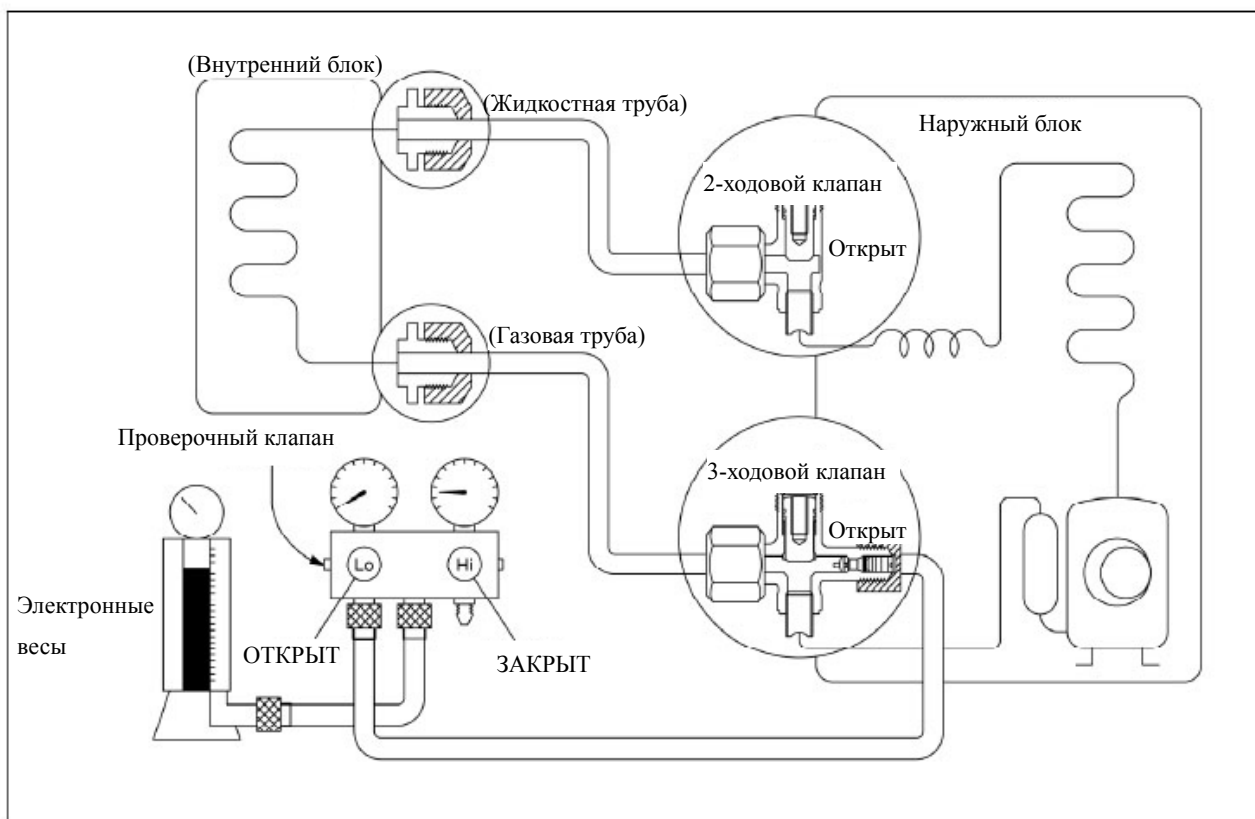 (Внутренний блок)
(Жидкостная труба)
Наружный блок
2-ходовой клапан
Открыт
(Газовая труба)
Проверочный клапан
3-ходовой клапан
Открыт
Lo
Hi
Электронные
весы
ОТКРЫТ
ЗАКРЫТ